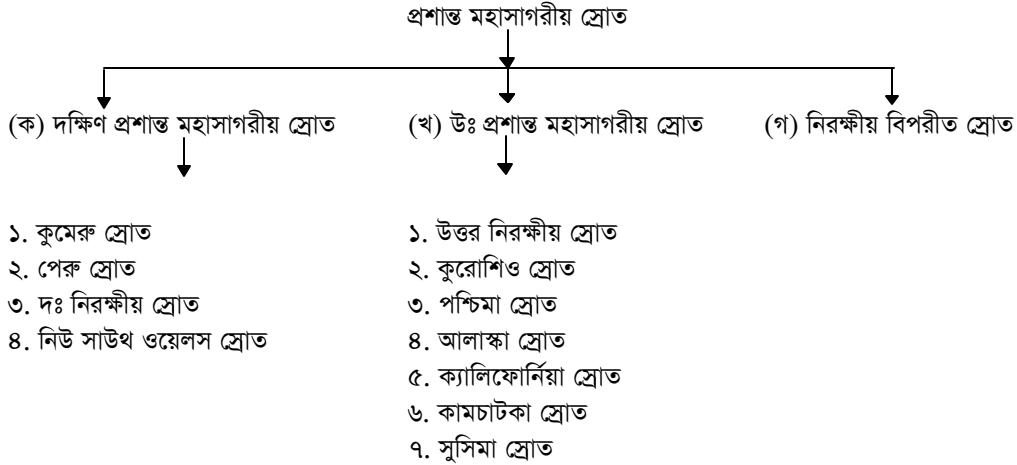 প্রশান্ত মহাসাগরীয় স্রোত
(ক) দক্ষিণ প্রশান্ত মহাসাগরীয় স্রোত
(খ) উঃ প্রশান্ত মহাসাগরীয় স্রোত
(গ) নিরক্ষীয় বিপরীত স্রোত
১. কুমেরু স্রোত
২. পেরু স্রোত
৩. দঃ নিরক্ষীয় স্রোত
৪. নিউ সাউথ ওয়েলস স্রোত
১. উত্তর নিরক্ষীয় স্রোত
২. কুরোশিও স্রোত
৩. পশ্চিমা স্রোত
৪. আলাস্কা স্রোত
৫. ক্যালিফোর্নিয়া স্রোত
৬. কামচাটকা স্রোত
৭. সুসিমা স্রোত